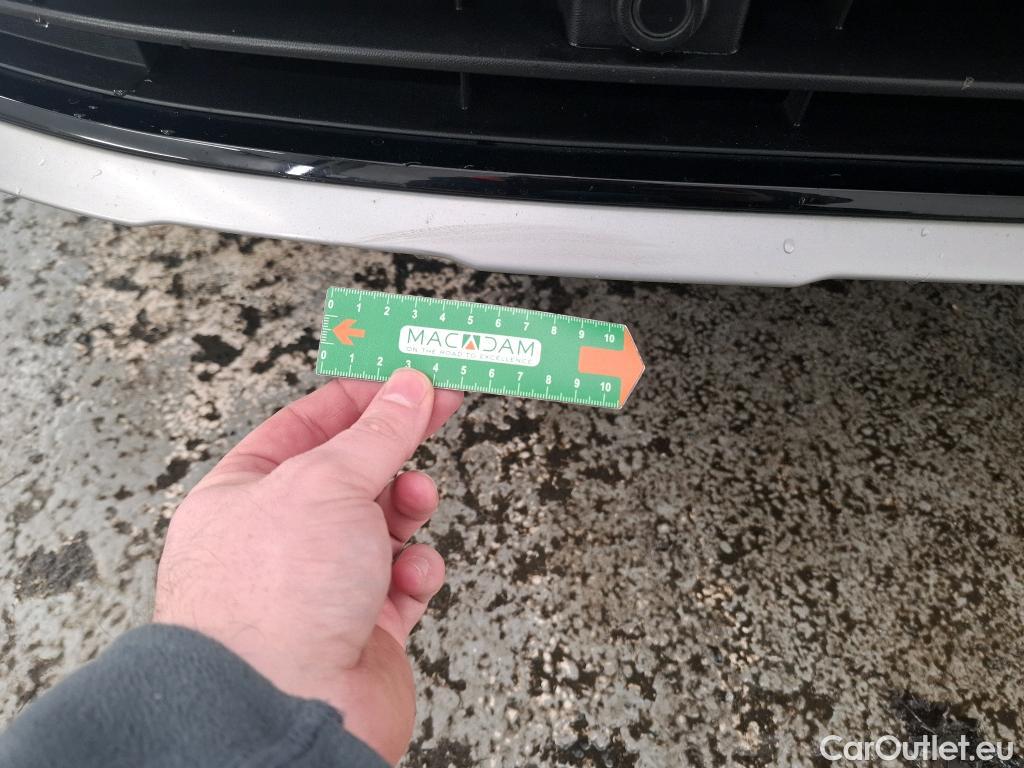 0 1 2 3 4 5 6 7 8 9 10
MACADAM
ON THE ROAD TO EXCELLENCE
0 1 2 3 4 5 6 7 8 9 10
CarOutlet.eu